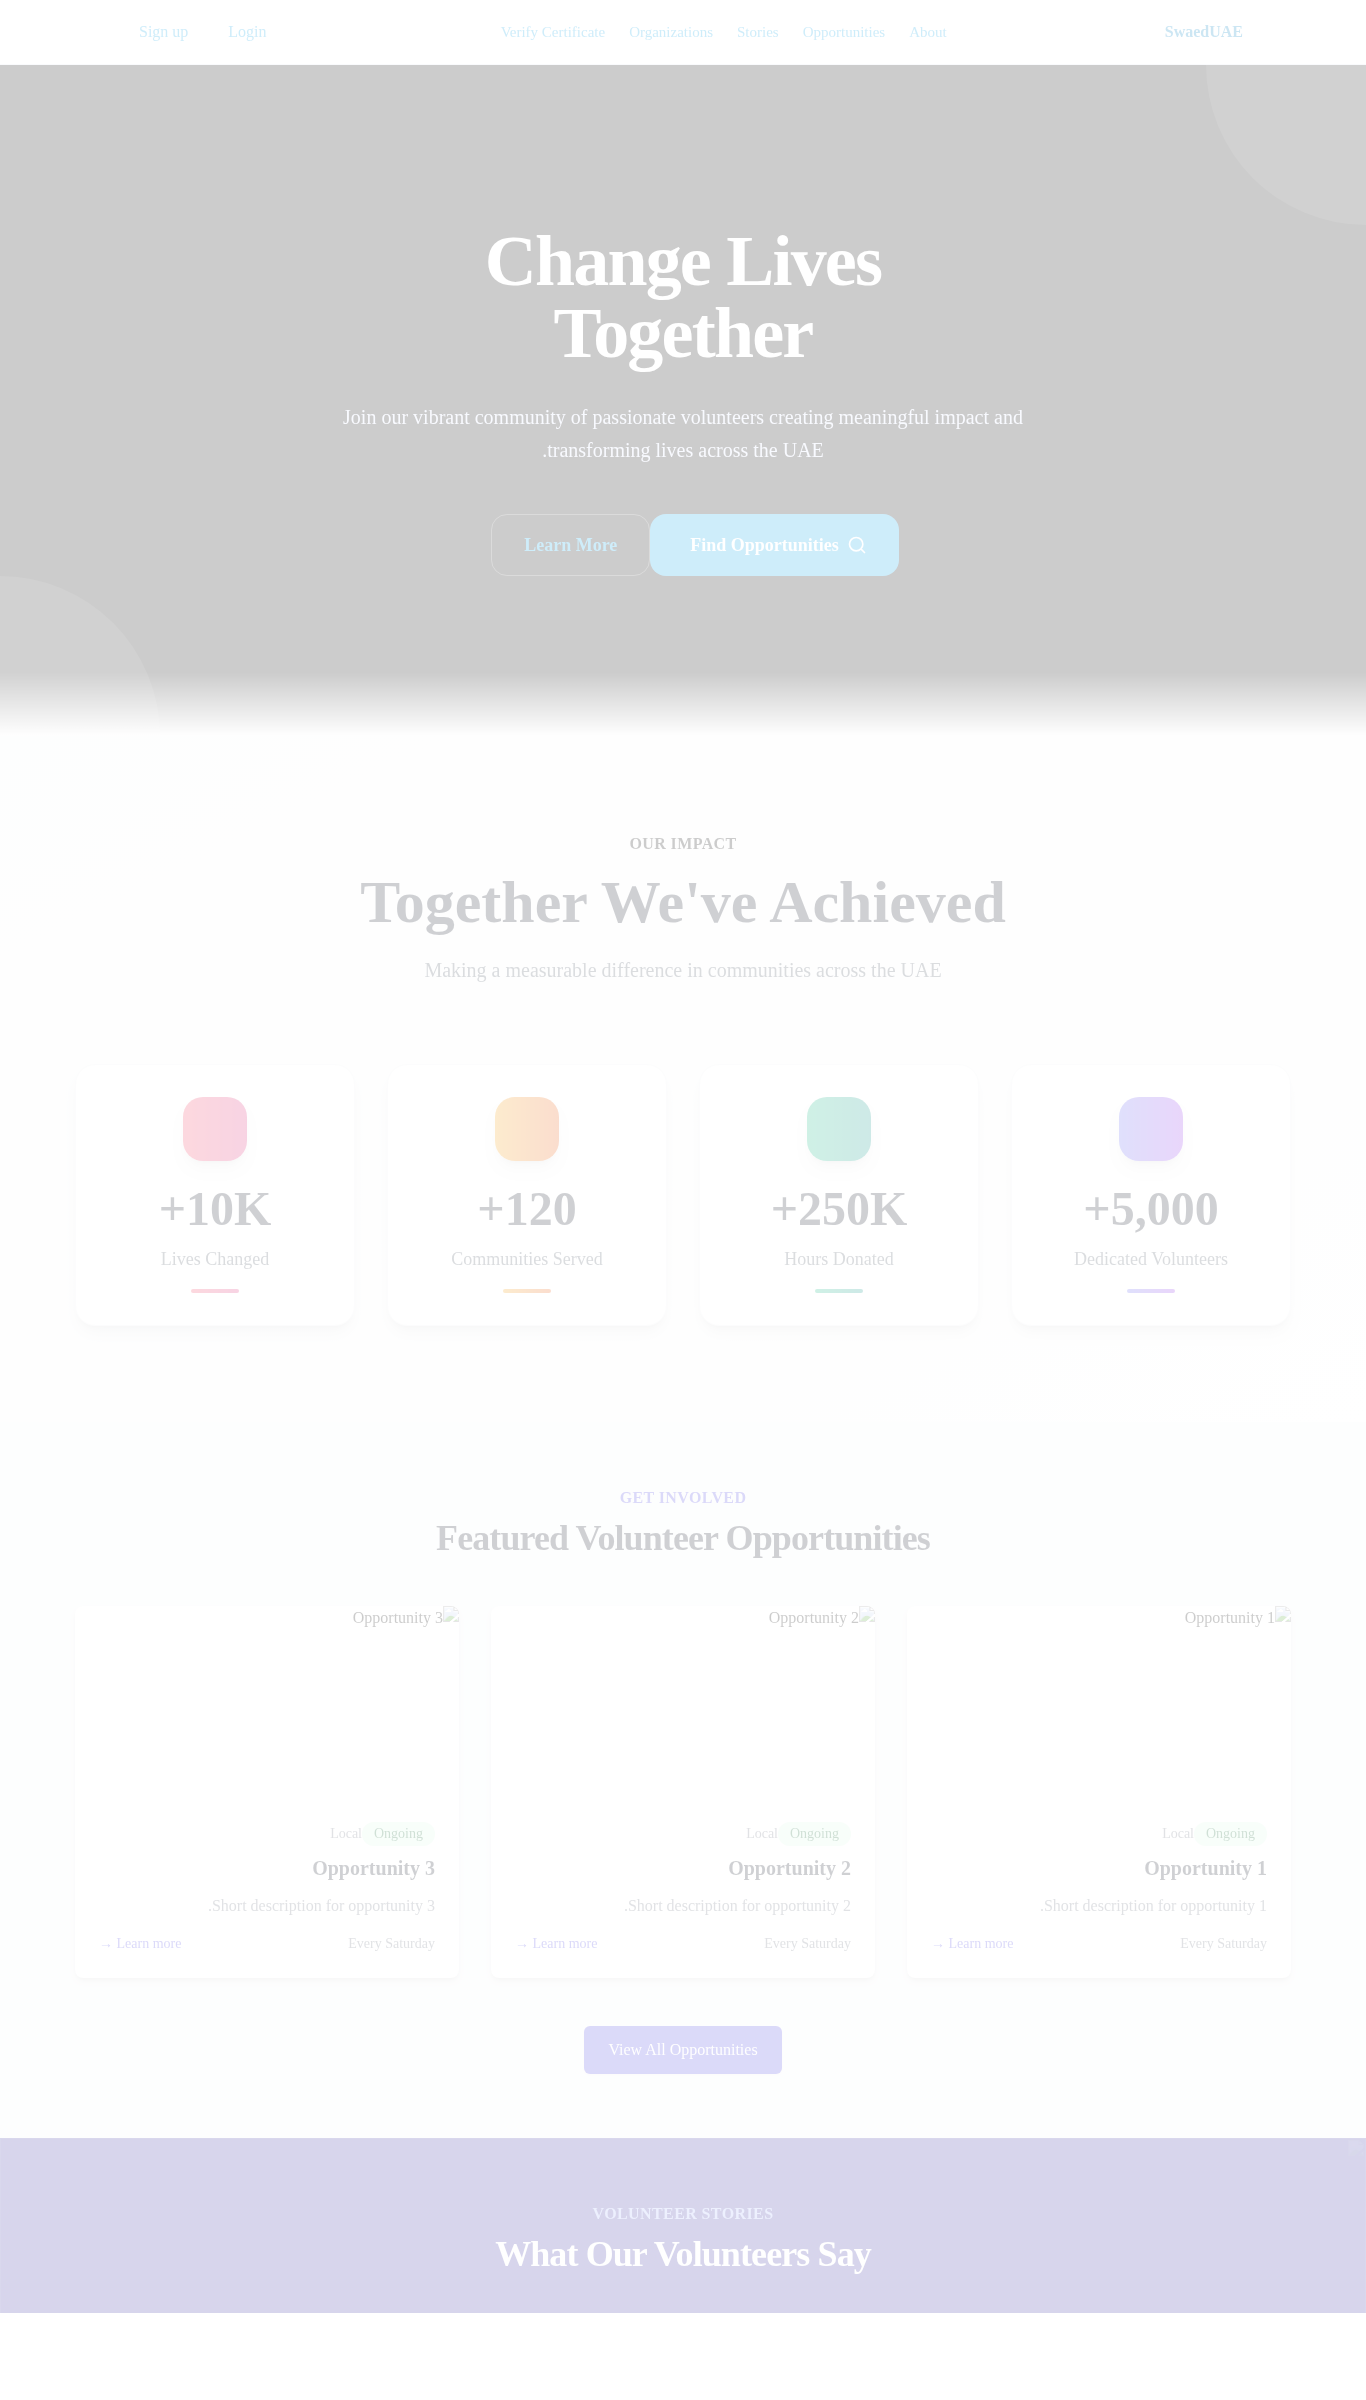 Sign up Login Verify Certificate Organizations Stories Opportunities About SwaedUAE
Change Lives
Together
Join our vibrant community of passionate volunteers creating meaningful impact and
.transforming lives across the UAE
Learn More Find Opportunities
OUR IMPACT
Together We've Achieved
Making a measurable difference in communities across the UAE
+10K +120 +250K +5,000
Lives Changed Communities Served Hours Donated Dedicated Volunteers
GET INVOLVED
Featured Volunteer Opportunities
Opportunity 3 Opportunity 2 Opportunity 1
Local Ongoing Local Ongoing Local Ongoing
Opportunity 3 Opportunity 2 Opportunity 1
.Short description for opportunity 3 .Short description for opportunity 2 .Short description for opportunity 1
→ Learn more Every Saturday → Learn more Every Saturday → Learn more Every Saturday
View All Opportunities
VOLUNTEER STORIES
What Our Volunteers Say